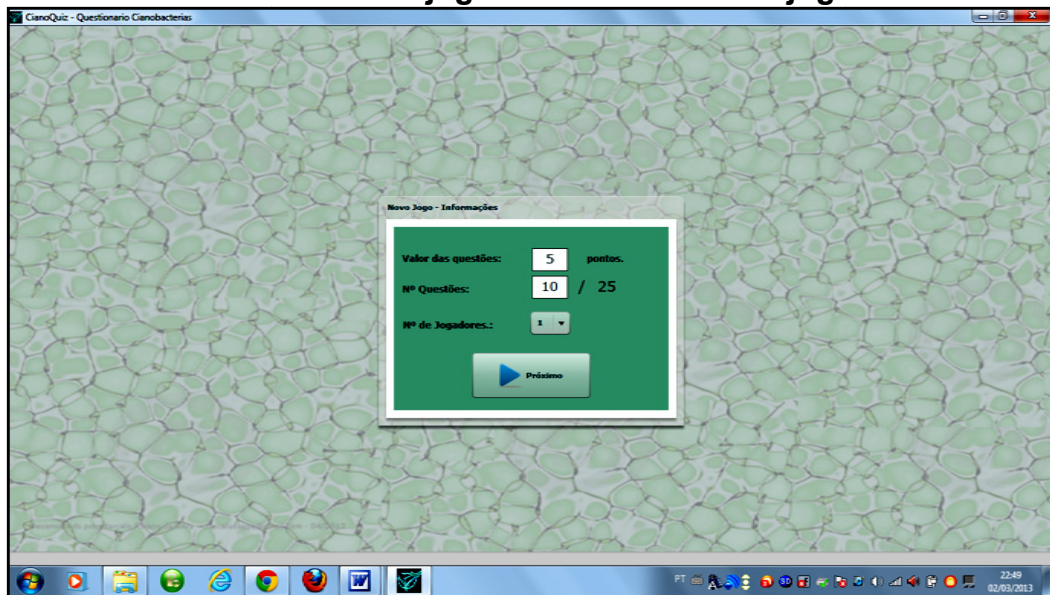 CianoQuiz - Questionario Cianobacterias
Novo Jogo - Informações
Valor das questões: 5 pontos.
Nº Questões: 10 / 25
Nº de Jogadores.: 1
Próximo
PT
22:49
02/03/2013